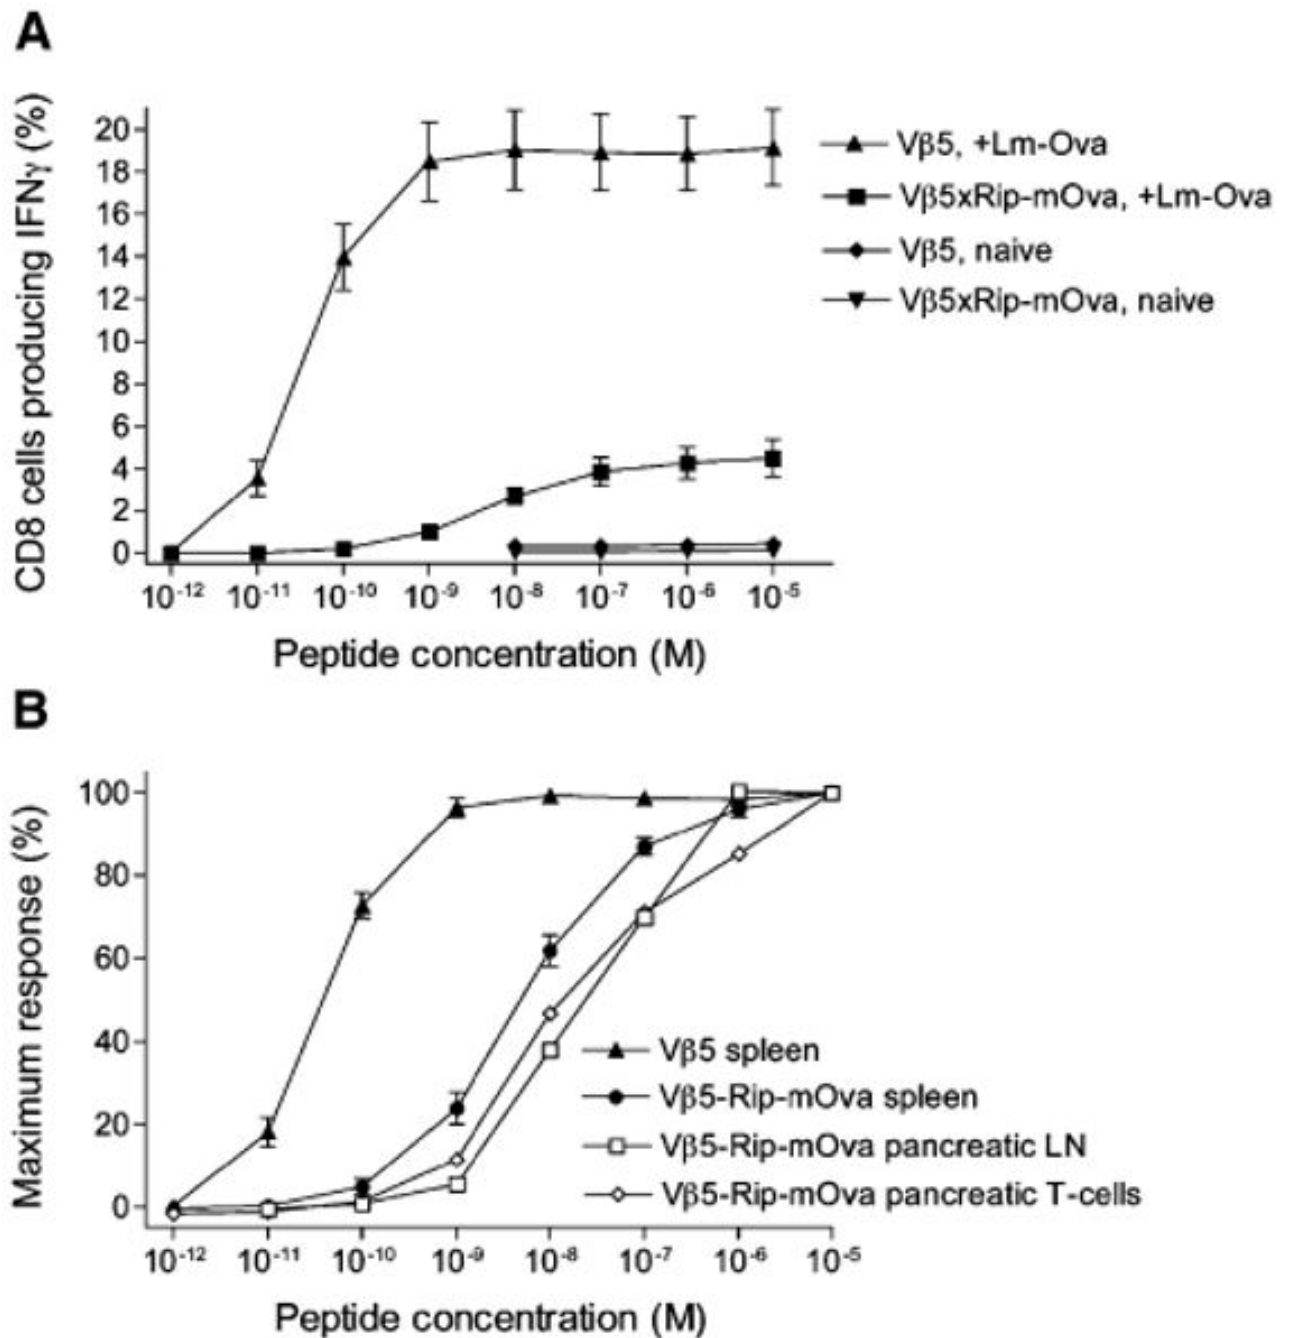 A
CD8 cells producing IFNγ (%)
20
18
16
14
12
10
8
6
4
2
0
10-12 10-11 10-10 10-9 10-8 10-7 10-6 10-5
Peptide concentration (M)
Vβ5, +Lm-Ova
Vβ5xRip-mOva, +Lm-Ova
Vβ5, naive
Vβ5xRip-mOva, naive
B
Maximum response (%)
100
80
60
40
20
0
10-12 10-11 10-10 10-9 10-8 10-7 10-6 10-5
Peptide concentration (M)
Vβ5 spleen
Vβ5-Rip-mOva spleen
Vβ5-Rip-mOva pancreatic LN
Vβ5-Rip-mOva pancreatic T-cells